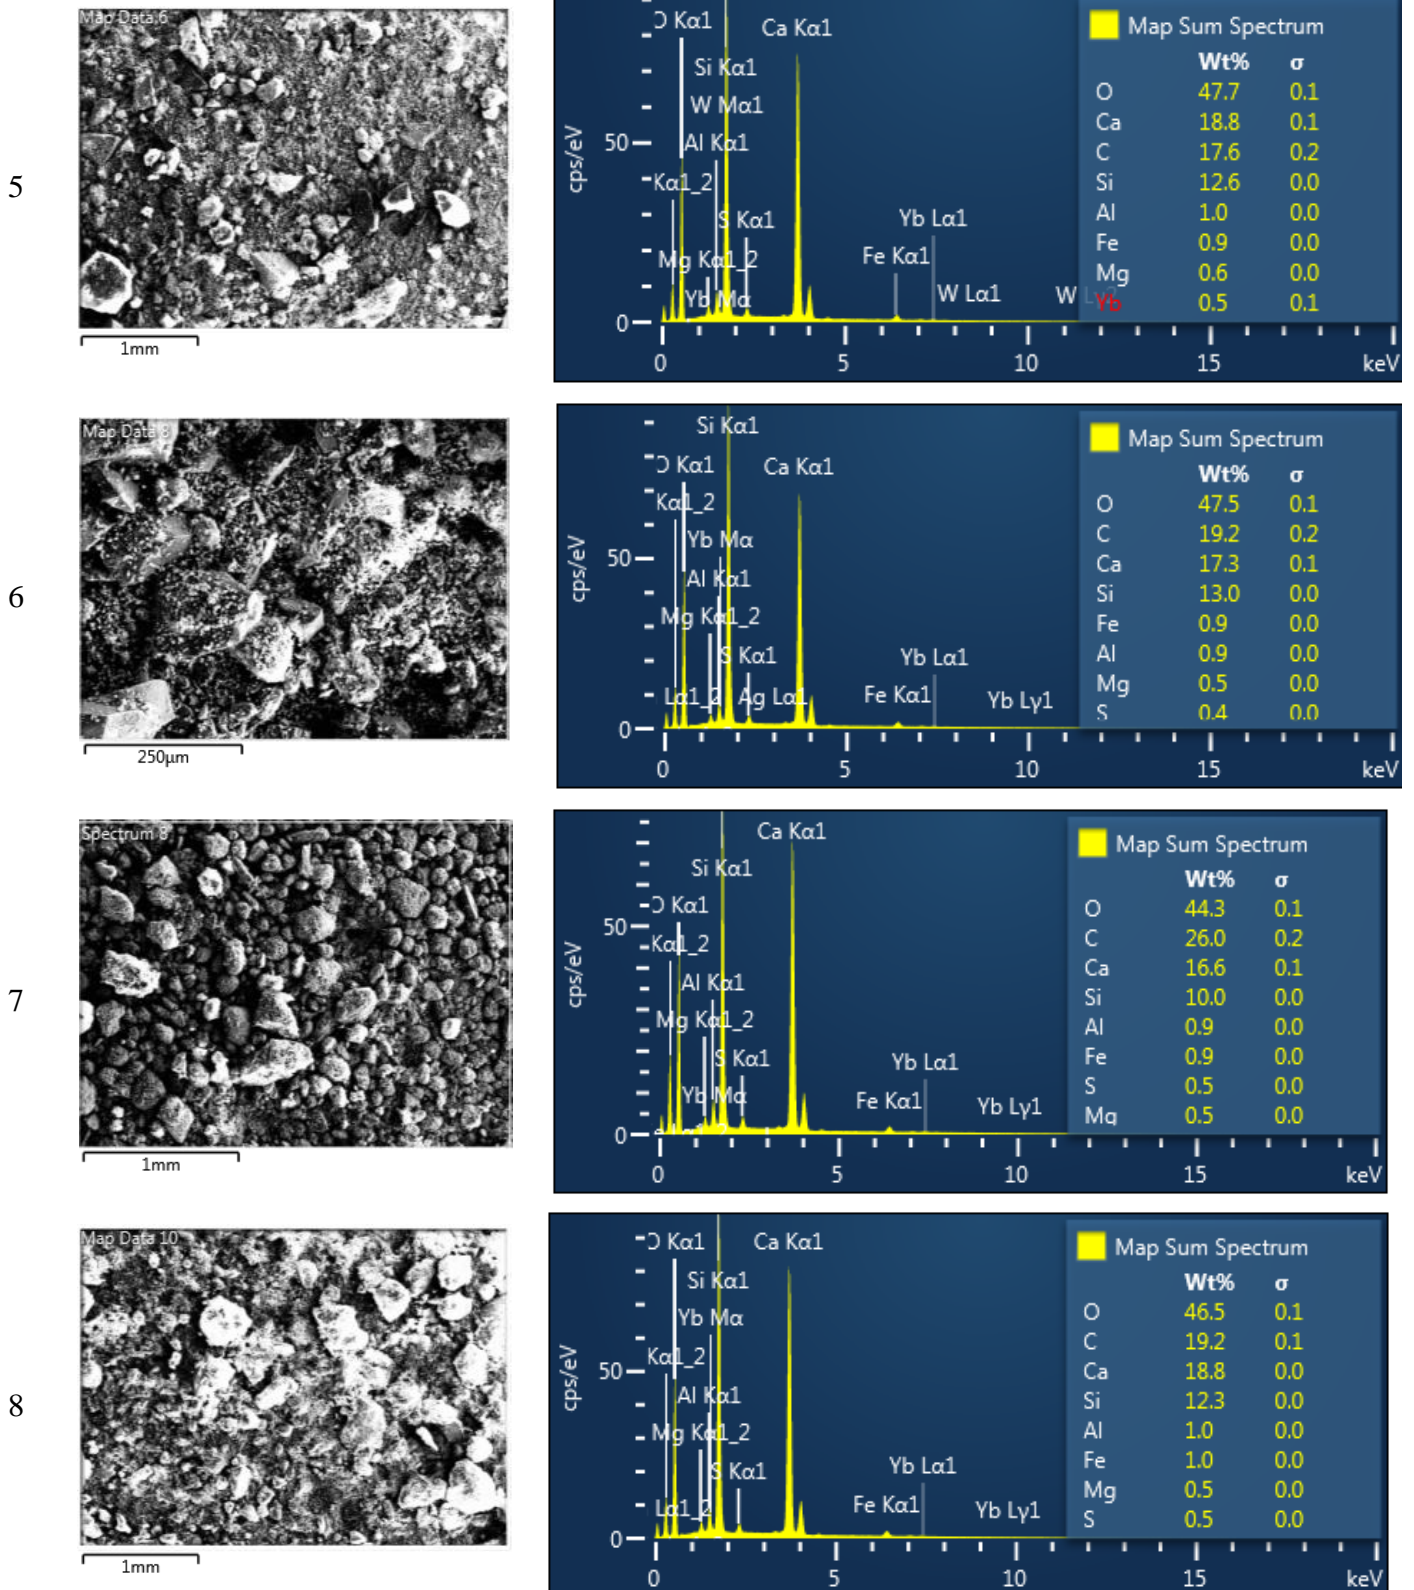 5
Map Data 6
1mm
O Kα1
Ca Kα1
Si Kα1
W Mα1
Al Kα1
Kα1_2
S Kα1
Mg Kα1_2
Yb Mα
Yb Lα1
Fe Kα1
W Lα1
W
50
0
cps/eV
0 5 10 15 keV
Map Sum Spectrum
Wt% σ
O 47.7 0.1
Ca 18.8 0.1
C 17.6 0.2
Si 12.6 0.0
Al 1.0 0.0
Fe 0.9 0.0
Mg 0.6 0.0
Yb 0.5 0.1
6
Map Data 8
250μm
Si Kα1
O Kα1
Ca Kα1
Kα1_2
Yb Mα
Al Kα1
Mg Kα1_2
S Kα1
Lα1_2
Ag Lα1
Yb Lα1
Fe Kα1
Yb Lγ1
50
0
cps/eV
0 5 10 15 keV
Map Sum Spectrum
Wt% σ
O 47.5 0.1
C 19.2 0.2
Ca 17.3 0.1
Si 13.0 0.0
Fe 0.9 0.0
Al 0.9 0.0
Mg 0.5 0.0
S 0.4 0.0
7
Spectrum 8
1mm
Ca Kα1
Si Kα1
O Kα1
Kα1_2
Al Kα1
Mg Kα1_2
S Kα1
Yb Mα
Yb Lα1
Fe Kα1
Yb Lγ1
50
0
cps/eV
0 5 10 15 keV
Map Sum Spectrum
Wt% σ
O 44.3 0.1
C 26.0 0.2
Ca 16.6 0.1
Si 10.0 0.0
Al 0.9 0.0
Fe 0.9 0.0
S 0.5 0.0
Mg 0.5 0.0
8
Map Data 10
1mm
O Kα1
Ca Kα1
Si Kα1
Yb Mα
Kα1_2
Al Kα1
Mg Kα1_2
S Kα1
Lα1_2
Yb Lα1
Fe Kα1
Yb Lγ1
50
0
cps/eV
0 5 10 15 keV
Map Sum Spectrum
Wt% σ
O 46.5 0.1
C 19.2 0.1
Ca 18.8 0.0
Si 12.3 0.0
Al 1.0 0.0
Fe 1.0 0.0
Mg 0.5 0.0
S 0.5 0.0